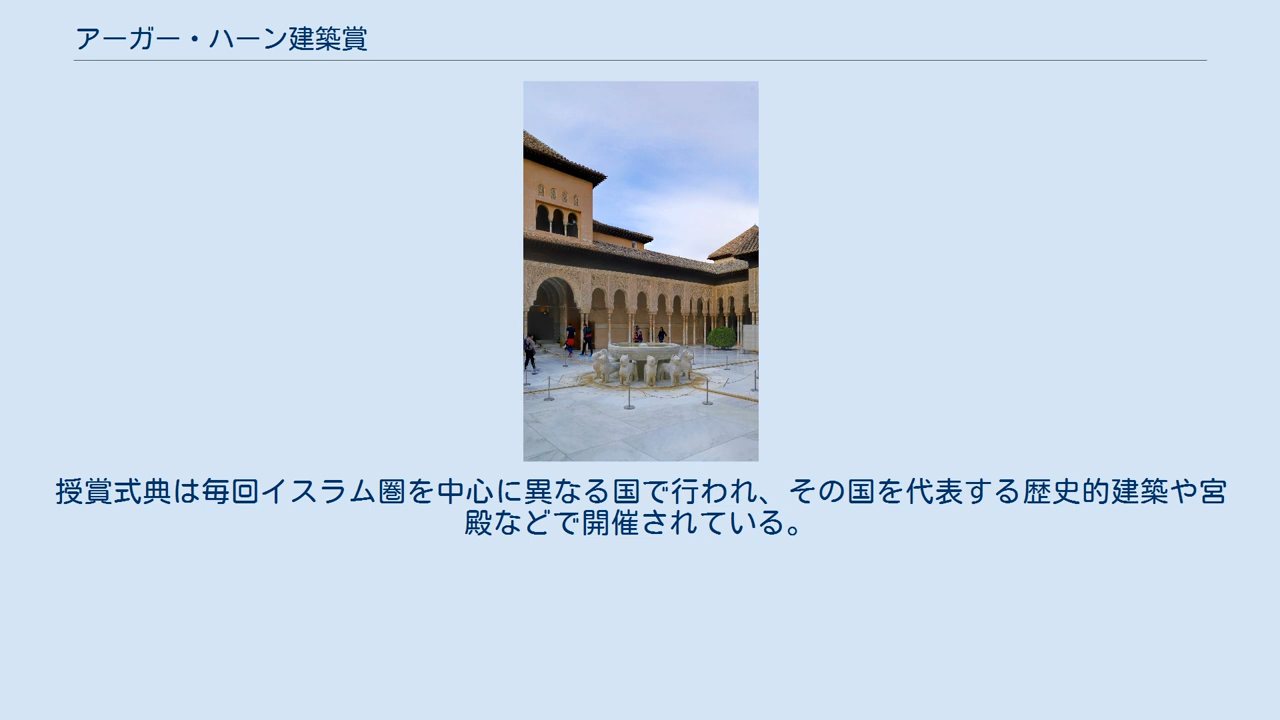 アーガー・ハーン建築賞
授賞式典は毎回イスラム圏を中心に異なる国で行われ、その国を代表する歴史的建築や宮
殿などで開催されている。